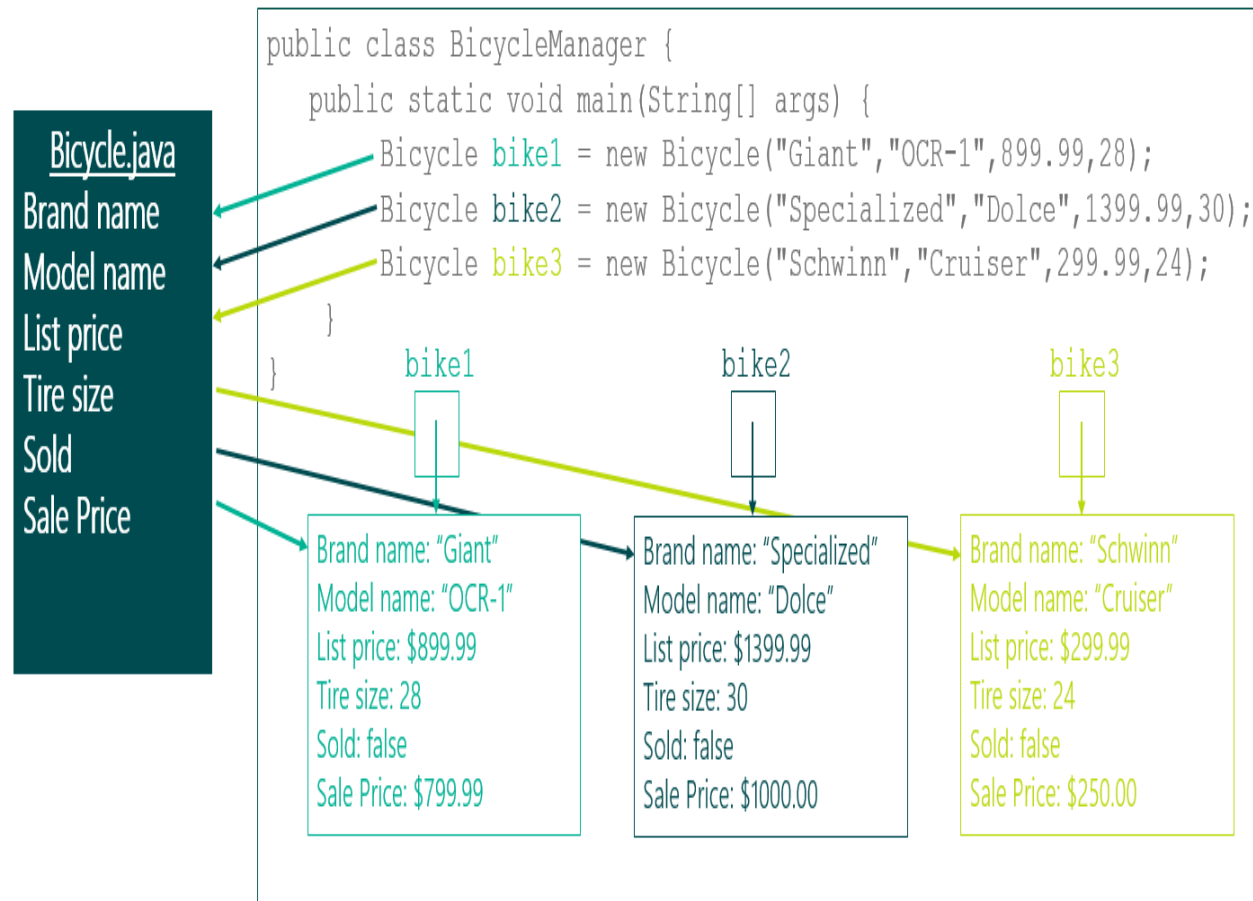 public class BicycleManager {
public static void main(String[] args) {
Bicycle bike1 = new Bicycle("Giant","OCR-1",899.99,28);
Bicycle bike2 = new Bicycle("Specialized","Dolce",1399.99,30);
Bicycle bike3 = new Bicycle("Schwinn","Cruiser",299.99,24);
}
}
Bicycle.java
Brand name
Model name
List price
Tire size
Sold
Sale Price
bike1
bike2
bike3
Brand name: “Giant”
Model name: “OCR-1”
List price: $899.99
Tire size: 28
Sold: false
Sale Price: $799.99
Brand name: “Specialized”
Model name: “Dolce”
List price: $1399.99
Tire size: 30
Sold: false
Sale Price: $1000.00
Brand name: “Schwinn”
Model name: “Cruiser”
List price: $299.99
Tire size: 24
Sold: false
Sale Price: $250.00